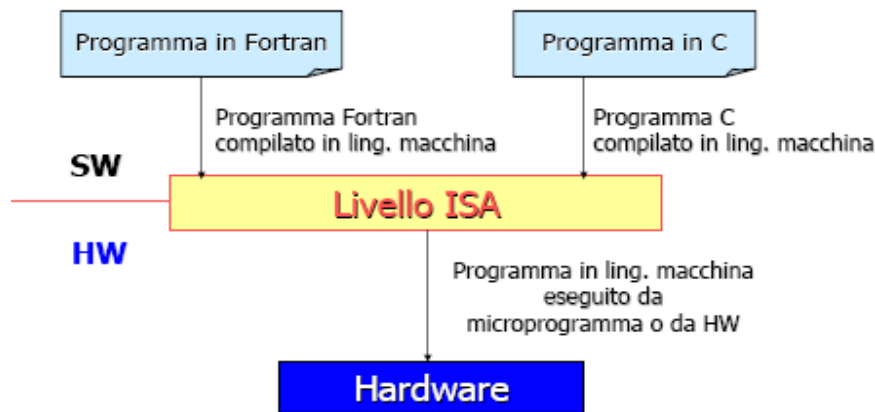 Programma in Fortran
Programma in C
Programma Fortran
compilato in ling. macchina
Programma C
compilato in ling. macchina
SW
Livello ISA
HW
Programma in ling. macchina
eseguito da
microprogramma o da HW
Hardware